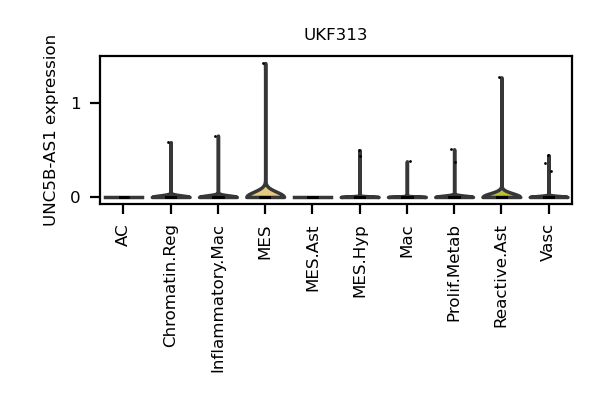 UKF313
UNC5B-AS1 expression
1
0
AC
Chromatin.Reg
Inflammatory.Mac
MES
MES.Ast
MES.Hyp
Mac
Prolif.Metab
Reactive.Ast
Vasc